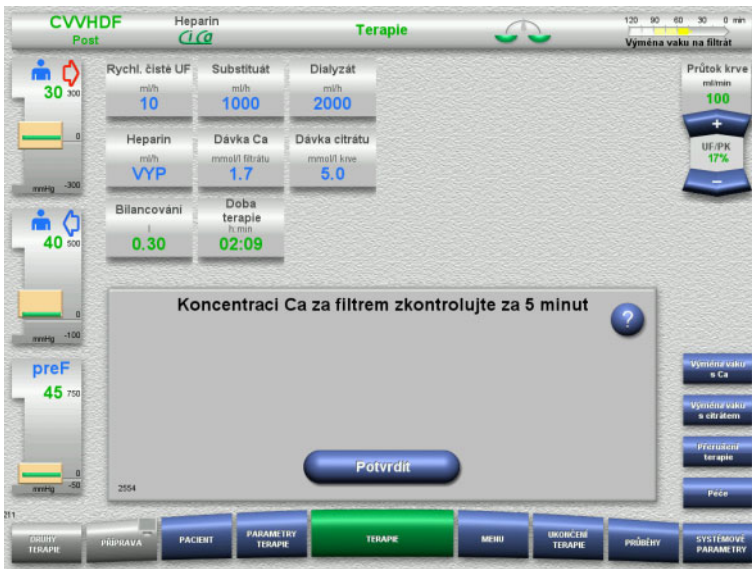 CVVHDF
Post
Heparin
CiCa
Terapie
120 90 60 30 0 min
Výměna vaku na filtrát
30 300
0
mmHg -300
40 500
0
mmHg -100
preF
45 750
0
mmHg -50
Rychl. čisté UF
ml/h
10
Substituát
ml/h
1000
Dialyzát
ml/h
2000
Heparin
ml/h
VYP
Dávka Ca
mmol/l filtrátu
1.7
Dávka citrátu
mmol/l krve
5.0
Bilancování
l
0.30
Doba
terapie
h:min
02:09
Průtok krve
ml/min
100
+
UF/PK
17%
–
Koncentraci Ca za filtrem zkontrolujte za 5 minut
?
Potvrdit
2554
Výměna vaku
s Ca
Výměna vaku
s citrátem
Přerušení
terapie
Péče
211
DRUHY
TERAPIE
PŘÍPRAVA
PACIENT
PARAMETRY
TERAPIE
TERAPIE
MENU
UKONČENÍ
TERAPIE
PRŮBĚHY
SYSTÉMOVÉ
PARAMETRY